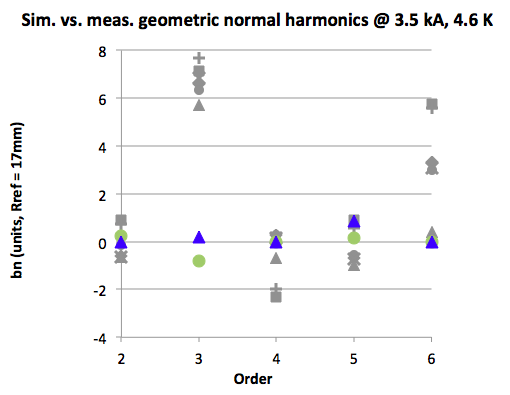 Sim. vs. meas. geometric normal harmonics @ 3.5 kA, 4.6 K
8
6
4
2
0
-2
-4
bn (units, Rref = 17mm)
2 3 4 5 6
Order